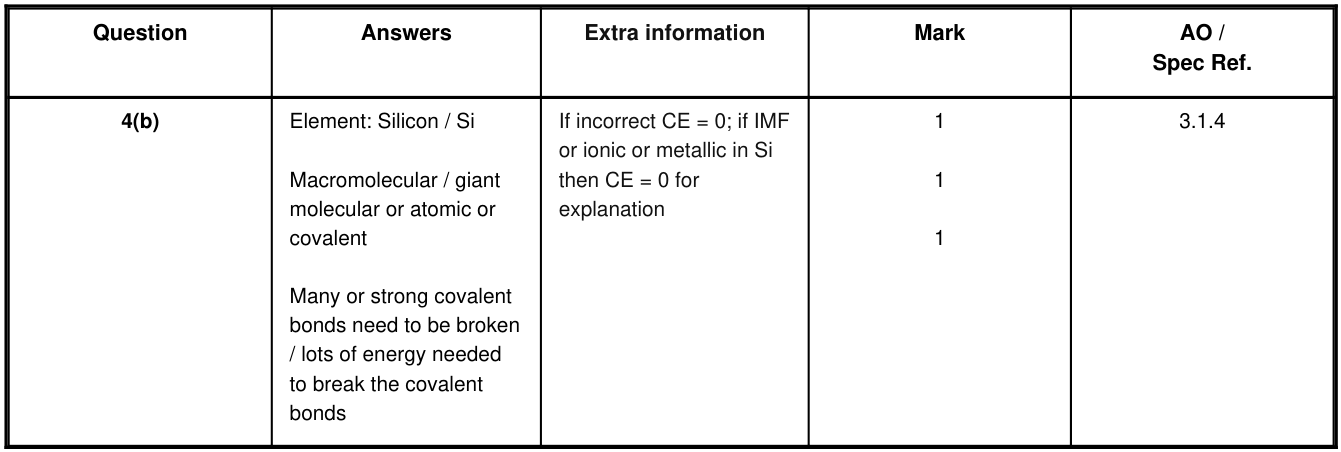 Question
Answers
Extra information
Mark
AO /
Spec Ref.
4(b)
Element: Silicon / Si
Macromolecular / giant
molecular or atomic or
covalent
Many or strong covalent
bonds need to be broken
/ lots of energy needed
to break the covalent
bonds
If incorrect CE = 0; if IMF
or ionic or metallic in Si
then CE = 0 for
explanation
1
1
1
3.1.4